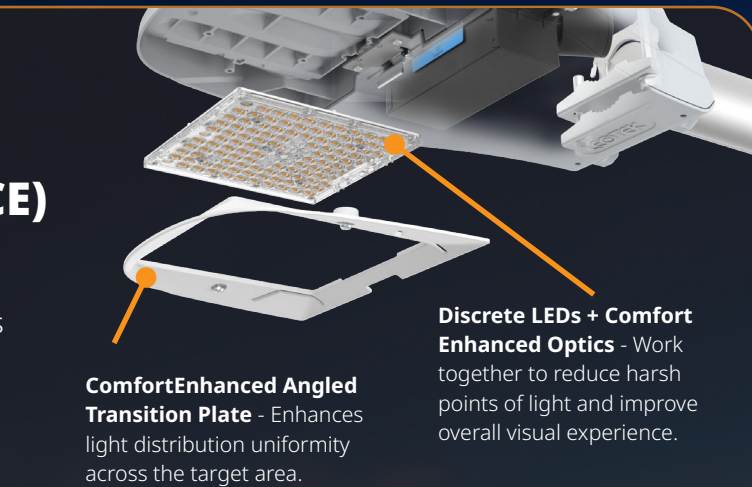 CE)
S
Discrete LEDs + Comfort
Enhanced Optics - Work
together to reduce harsh
points of light and improve
overall visual experience.
ComfortEnhanced Angled
Transition Plate - Enhances
light distribution uniformity
across the target area.